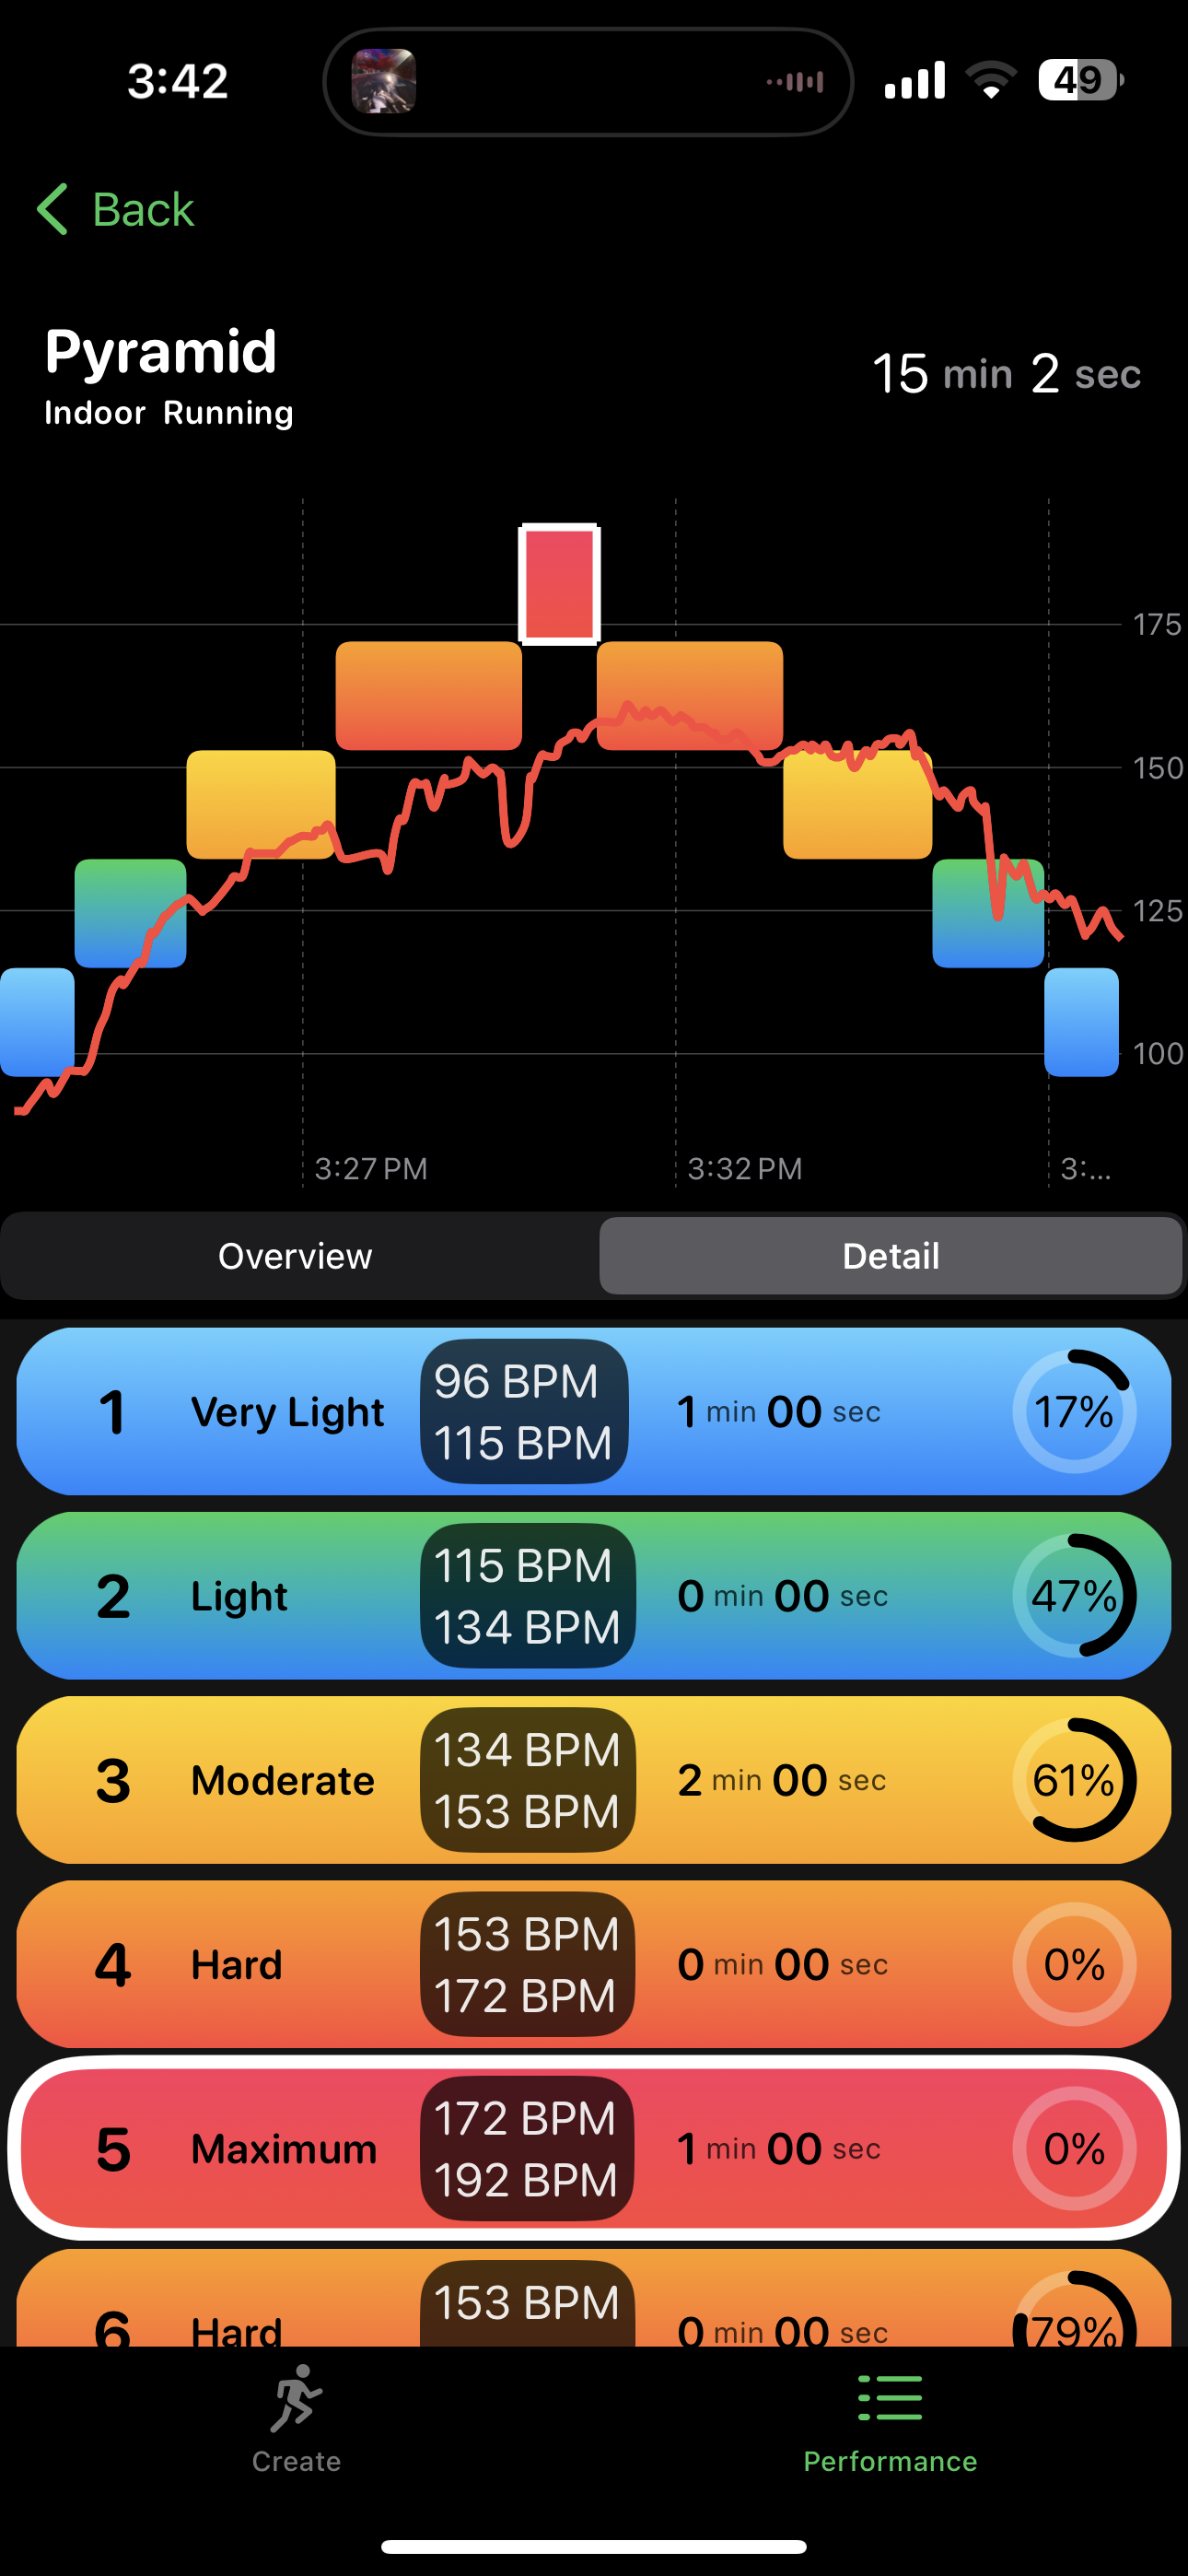 3:42
49
Back
Pyramid
Indoor Running
15 min 2 sec
175
150
125
100
3:27 PM
3:32 PM
3:...
Overview
Detail
1 Very Light 96 BPM 115 BPM 1 min 00 sec 17%
2 Light 115 BPM 134 BPM 0 min 00 sec 47%
3 Moderate 134 BPM 153 BPM 2 min 00 sec 61%
4 Hard 153 BPM 172 BPM 0 min 00 sec 0%
5 Maximum 172 BPM 192 BPM 1 min 00 sec 0%
6 Hard 153 BPM 0 min 00 sec 79%
Create
Performance